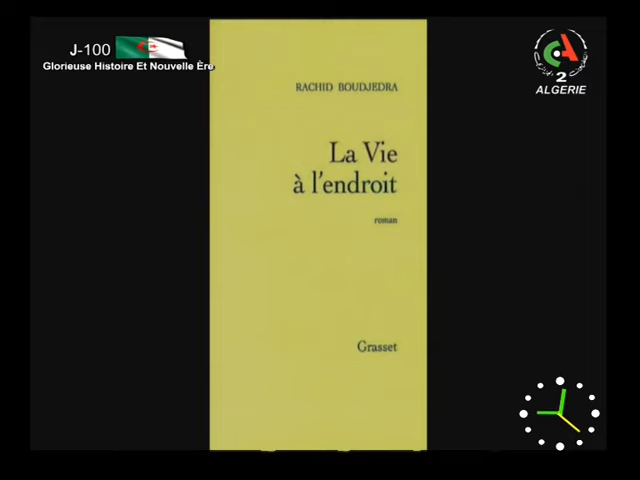 J-100
Glorieuse Histoire Et Nouvelle Ère
2
ALGERIE
RACHID BOUDJEDRA
La Vie
à l'endroit
roman
Grasset